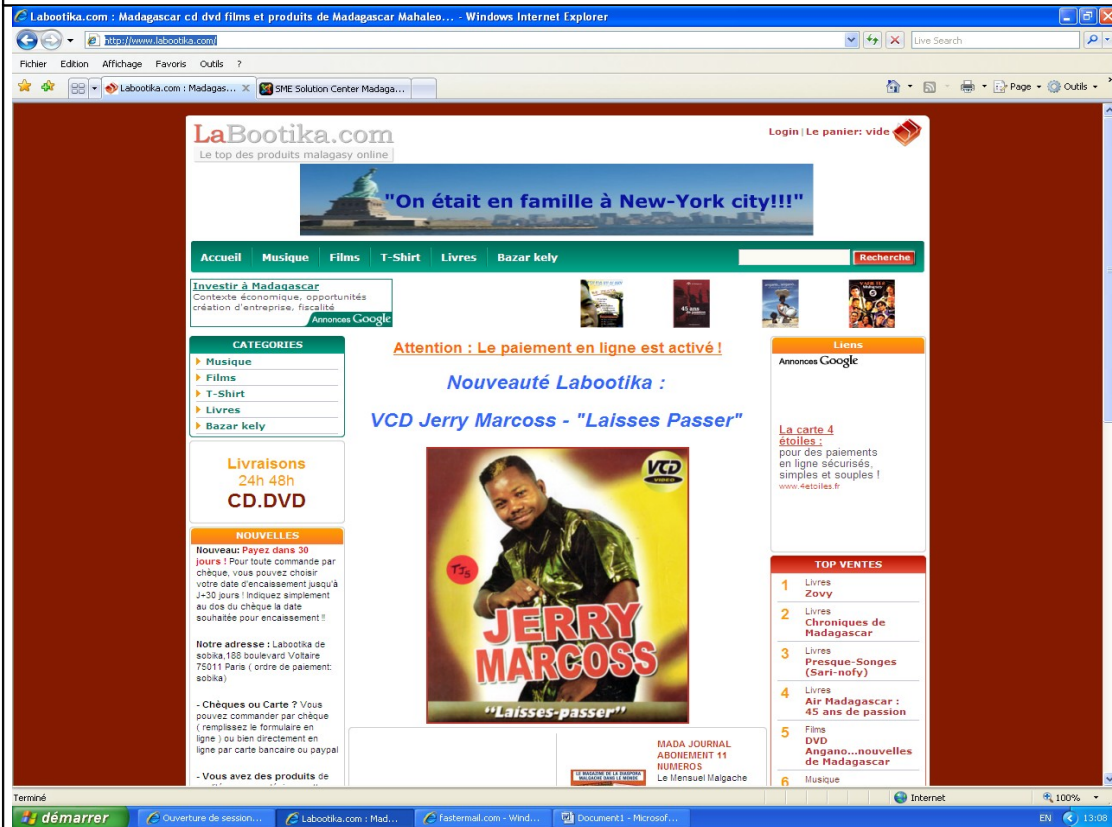 Labootika.com : Madagascar cd dvd films et produits de Madagascar Mahaleo... - Windows Internet Explorer
http://www.labootika.com/
Live Search
Fichier Edition Affichage Favoris Outils ?
Labootika.com : Madagas... SME Solution Center Madaga...
Page Outils
LaBootika.com
Le top des produits malagasy online
Login | Le panier: vide
"On était en famille à New-York city!!!"
Accueil Musique Films T-Shirt Livres Bazar kely Recherche
Investir à Madagascar
Contexte économique, opportunités
création d'entreprise, fiscalité
Annonces Google
CATEGORIES
Musique
Films
T-Shirt
Livres
Bazar kely
Livraisons
24h 48h
CD.DVD
NOUVELLES
Nouveau: Payez dans 30
jours ! Pour toute commande par
chèque, vous pouvez choisir
votre date d'encaissement jusqu'à
J+30 jours ! Indiquez simplement
au dos du chèque la date
souhaitée pour encaissement !!
Notre adresse : Labootika de
sobika,188 boulevard Voltaire
75011 Paris ( ordre de paiement:
sobika)
- Chèques ou Carte ? Vous
pouvez commander par chèque
( remplissez le formulaire en
ligne ) ou bien directement en
ligne par carte bancaire ou paypal
- Vous avez des produits de
Attention : Le paiement en ligne est activé !
Nouveauté Labootika :
VCD Jerry Marcoss - "Laisses Passer"
VCD
VIDEO
TJS
JERRY
MARCOSS
"Laisses-passer"
MADA JOURNAL
ABONEMENT 11
NUMEROS
Le Mensuel Malgache
LE MAGAZINE DE LA DIASPORA
MALGACHE DANS LE MONDE
Liens
Annonces Google
La carte 4
étoiles :
pour des paiements
en ligne sécurisés,
simples et souples !
www.4etoiles.fr
TOP VENTES
1 Livres
Zovy
2 Livres
Chroniques de
Madagascar
3 Livres
Presque-Songes
(Sari-nofy)
4 Livres
Air Madagascar :
45 ans de passion
5 Films
DVD
Angano...nouvelles
de Madagascar
6 Musique
Terminé Internet 100%
démarrer Ouverture de session... Labootika.com : Mad... fastermail.com - Wind... Document1 - Microsof... EN 13:08